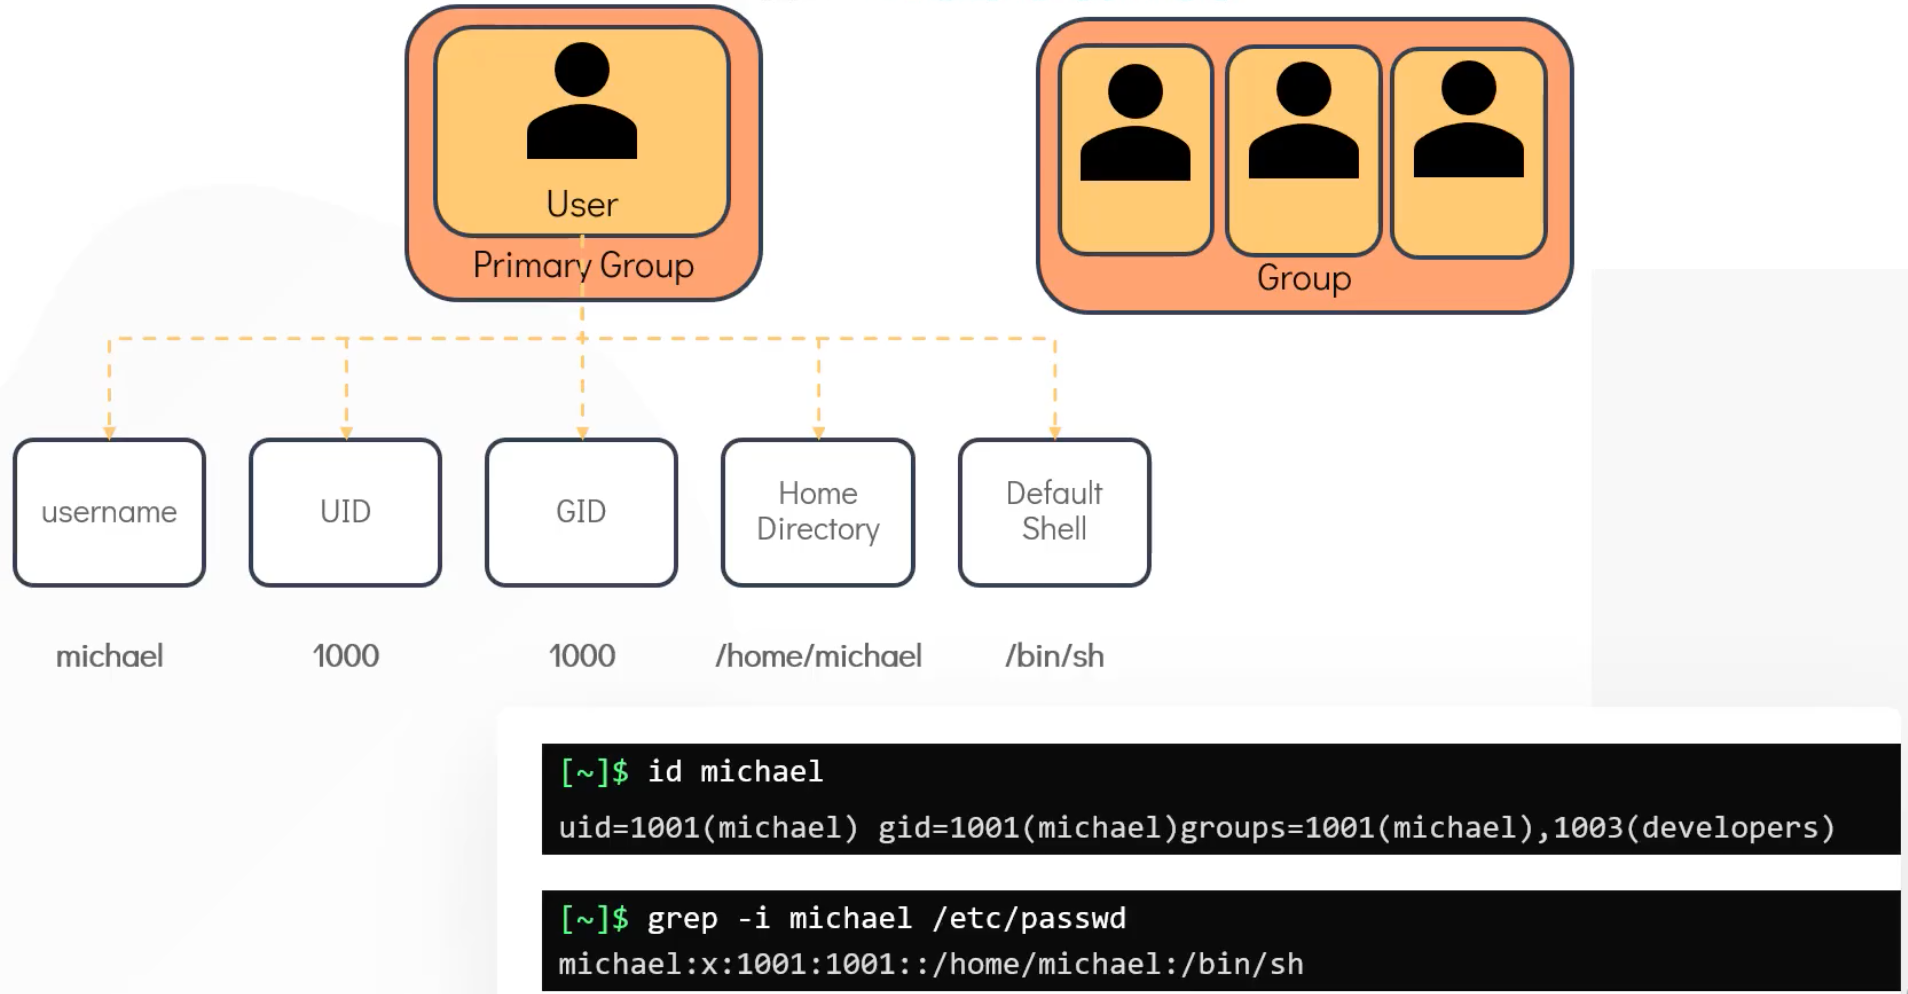 User
Primary Group
Group
username
UID
GID
Home
Directory
Default
Shell
michael
1000
1000
/home/michael
/bin/sh
[~]$ id michael
uid=1001(michael) gid=1001(michael)groups=1001(michael),1003(developers)
[~]$ grep -i michael /etc/passwd
michael:x:1001:1001::/home/michael:/bin/sh